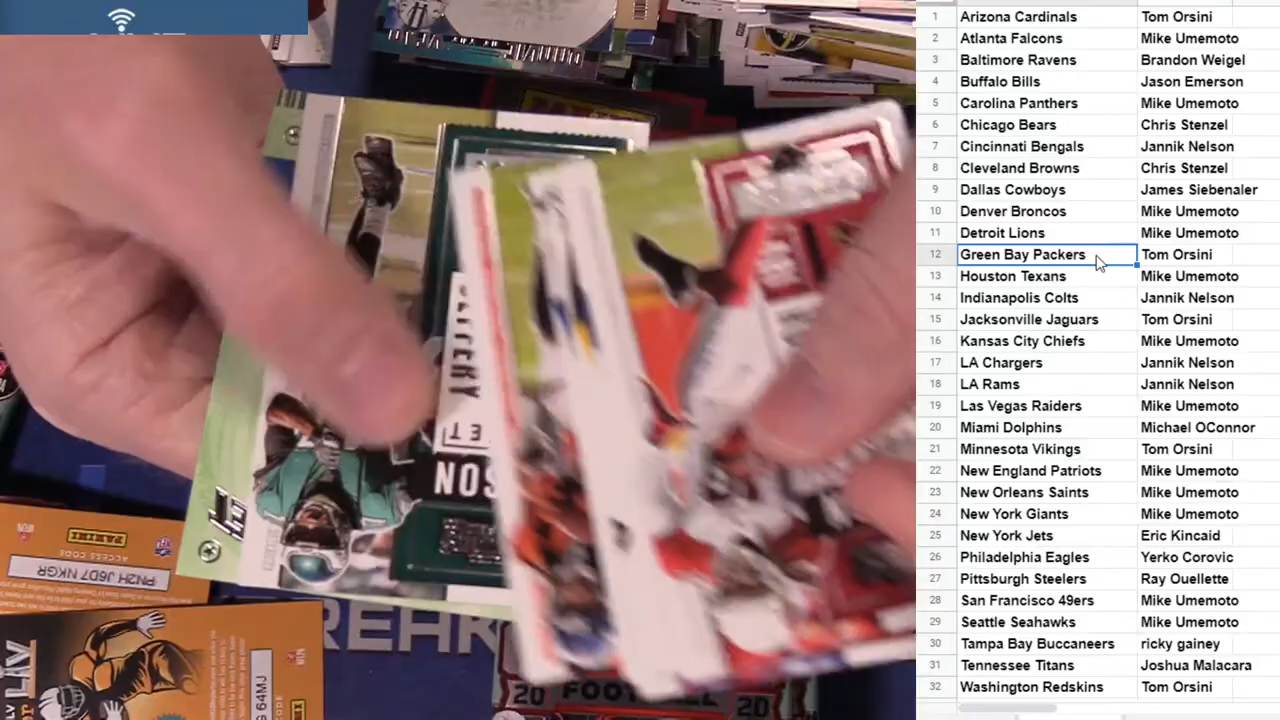 1 Arizona Cardinals Tom Orsini
2 Atlanta Falcons Mike Umemoto
3 Baltimore Ravens Brandon Weigel
4 Buffalo Bills Jason Emerson
5 Carolina Panthers Mike Umemoto
6 Chicago Bears Chris Stenzel
7 Cincinnati Bengals Jannik Nelson
8 Cleveland Browns Chris Stenzel
9 Dallas Cowboys James Siebenaler
10 Denver Broncos Mike Umemoto
11 Detroit Lions Mike Umemoto
12 Green Bay Packers Tom Orsini
13 Houston Texans Mike Umemoto
14 Indianapolis Colts Jannik Nelson
15 Jacksonville Jaguars Tom Orsini
16 Kansas City Chiefs Mike Umemoto
17 LA Chargers Jannik Nelson
18 LA Rams Jannik Nelson
19 Las Vegas Raiders Mike Umemoto
20 Miami Dolphins Michael OConnor
21 Minnesota Vikings Tom Orsini
22 New England Patriots Mike Umemoto
23 New Orleans Saints Mike Umemoto
24 New York Giants Mike Umemoto
25 New York Jets Eric Kincaid
26 Philadelphia Eagles Yerko Corovic
27 Pittsburgh Steelers Ray Ouellette
28 San Francisco 49ers Mike Umemoto
29 Seattle Seahawks Mike Umemoto
30 Tampa Bay Buccaneers ricky gainey
31 Tennessee Titans Joshua Malacara
32 Washington Redskins Tom Orsini
PANINI
ACCESS CODE
PN2H J6D7 NKGR
LIV
64MJ
20 FOOTBALL 20